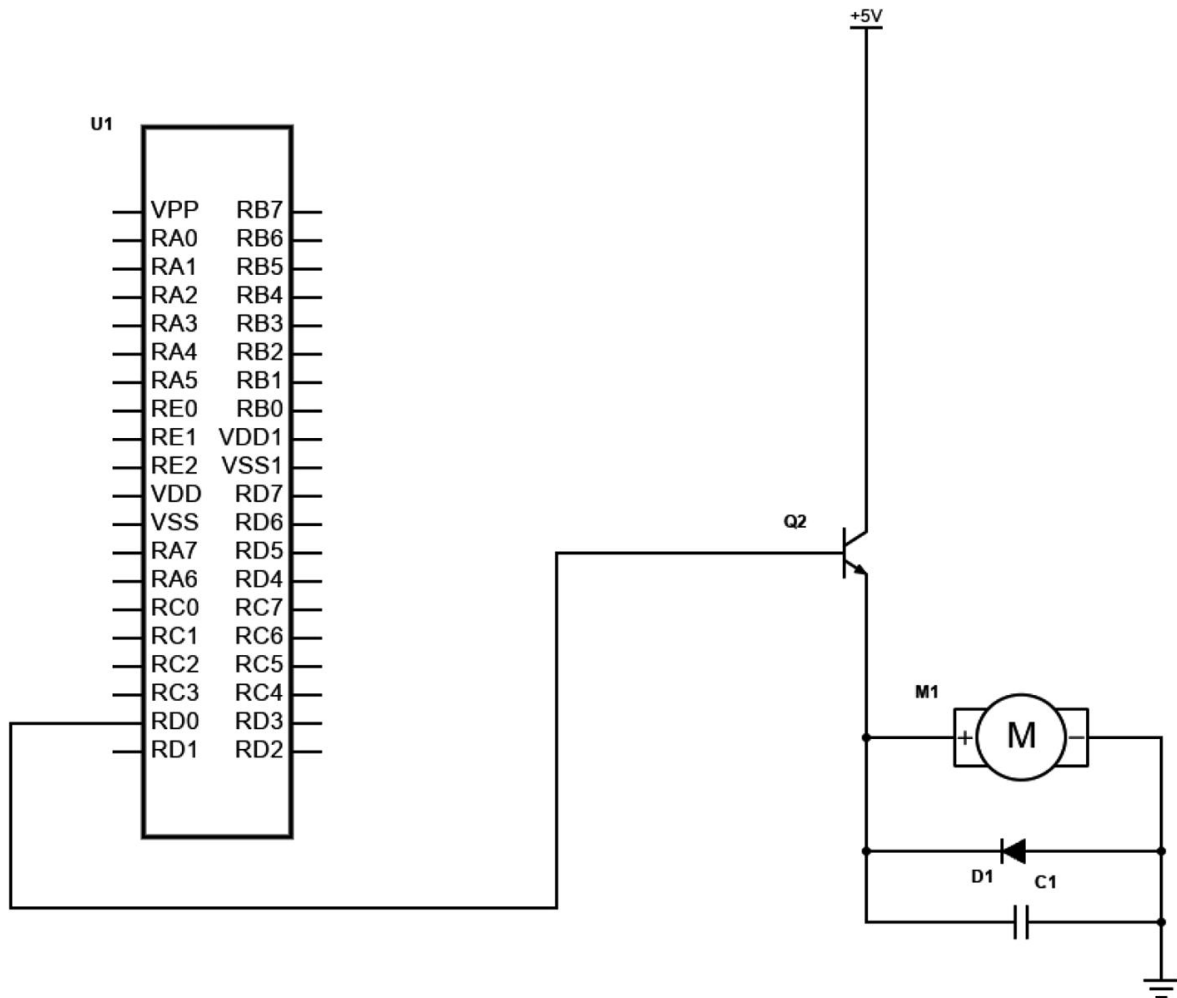 +5V
U1
VPP RB7
RA0 RB6
RA1 RB5
RA2 RB4
RA3 RB3
RA4 RB2
RA5 RB1
RE0 RB0
RE1 VDD1
RE2 VSS1
VDD RD7
VSS RD6
RA7 RD5
RA6 RD4
RC0 RC7
RC1 RC6
RC2 RC5
RC3 RC4
RD0 RD3
RD1 RD2
Q2
M1
+ M −
D1
C1